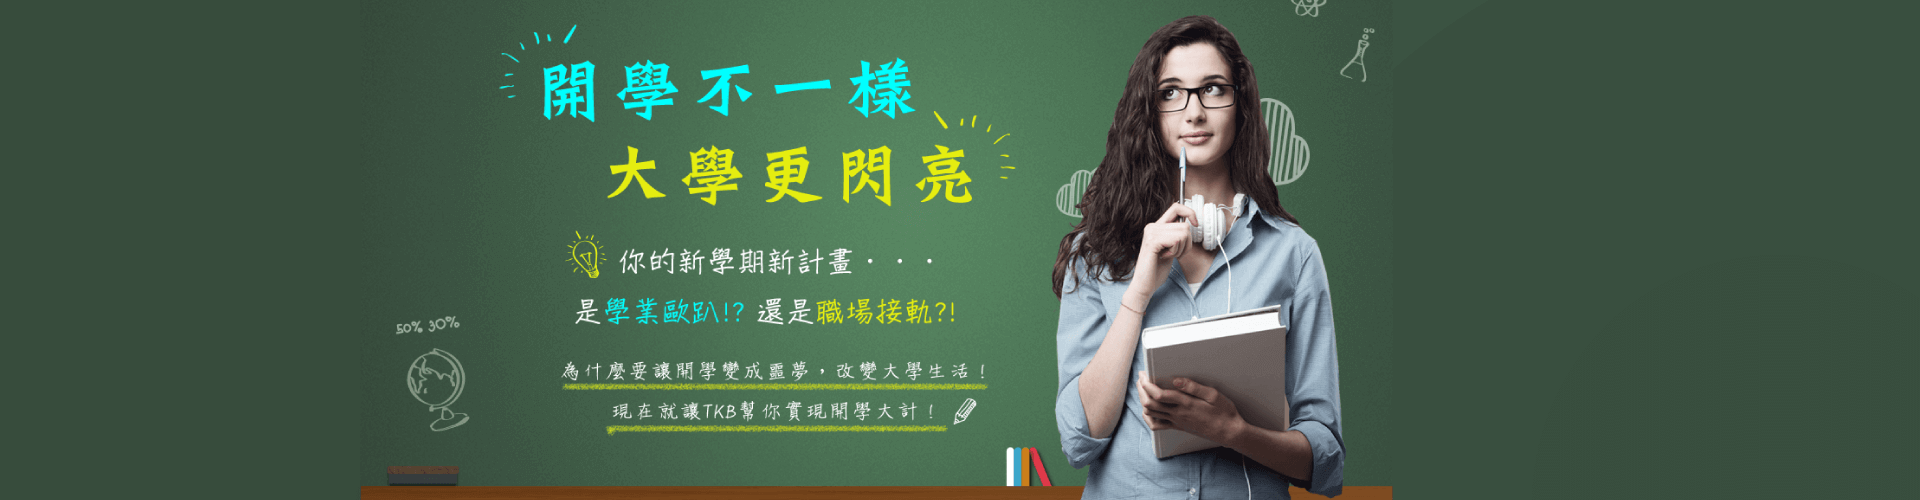 開學不一樣
大學更閃亮
你的新學期新計畫・・・
是學業歐趴!? 還是職場接軌?!
為什麼要讓開學變成噩夢，改變大學生活！
現在就讓TKB幫你實現開學大計！
50% 30%